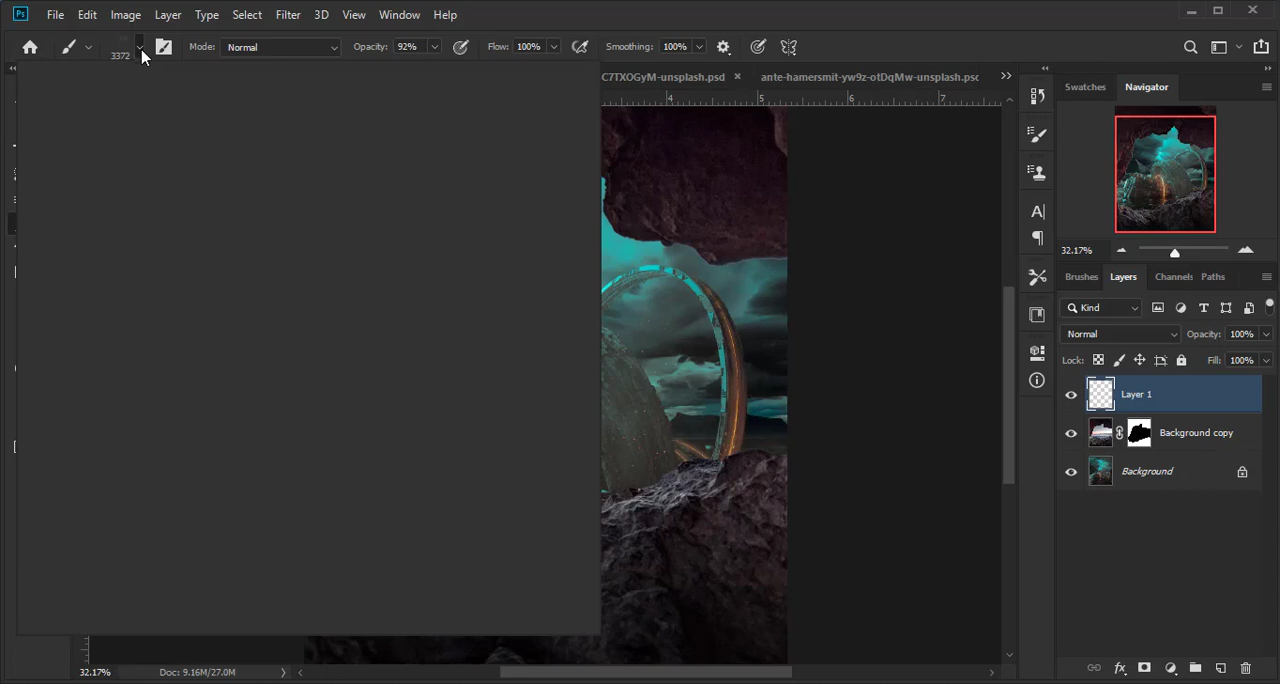 Ps File Edit Image Layer Type Select Filter 3D View Window Help
3372 Mode: Normal Opacity: 92% Flow: 100% Smoothing: 100%
C7TXOGyM-unsplash.psd × ante-hamersmit-yw9z-otDqMw-unsplash.psd
4 5 6 7
Swatches Navigator
32.17%
Brushes Layers Channels Paths
Kind
Normal Opacity: 100%
Lock: Fill: 100%
Layer 1
Background copy
Background
32.17% Doc: 9.16M/27.0M